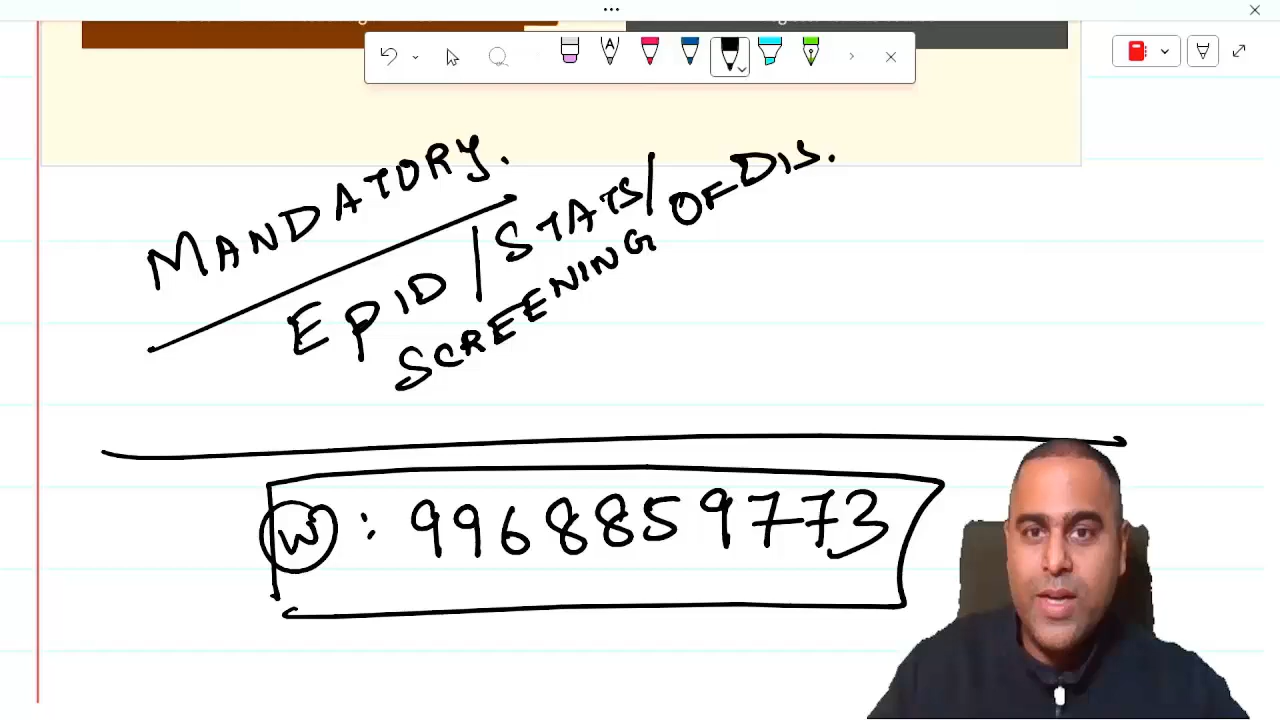 MANDATORY.
EPID/STATS/
SCREENING OF DIS.
W: 9968859773